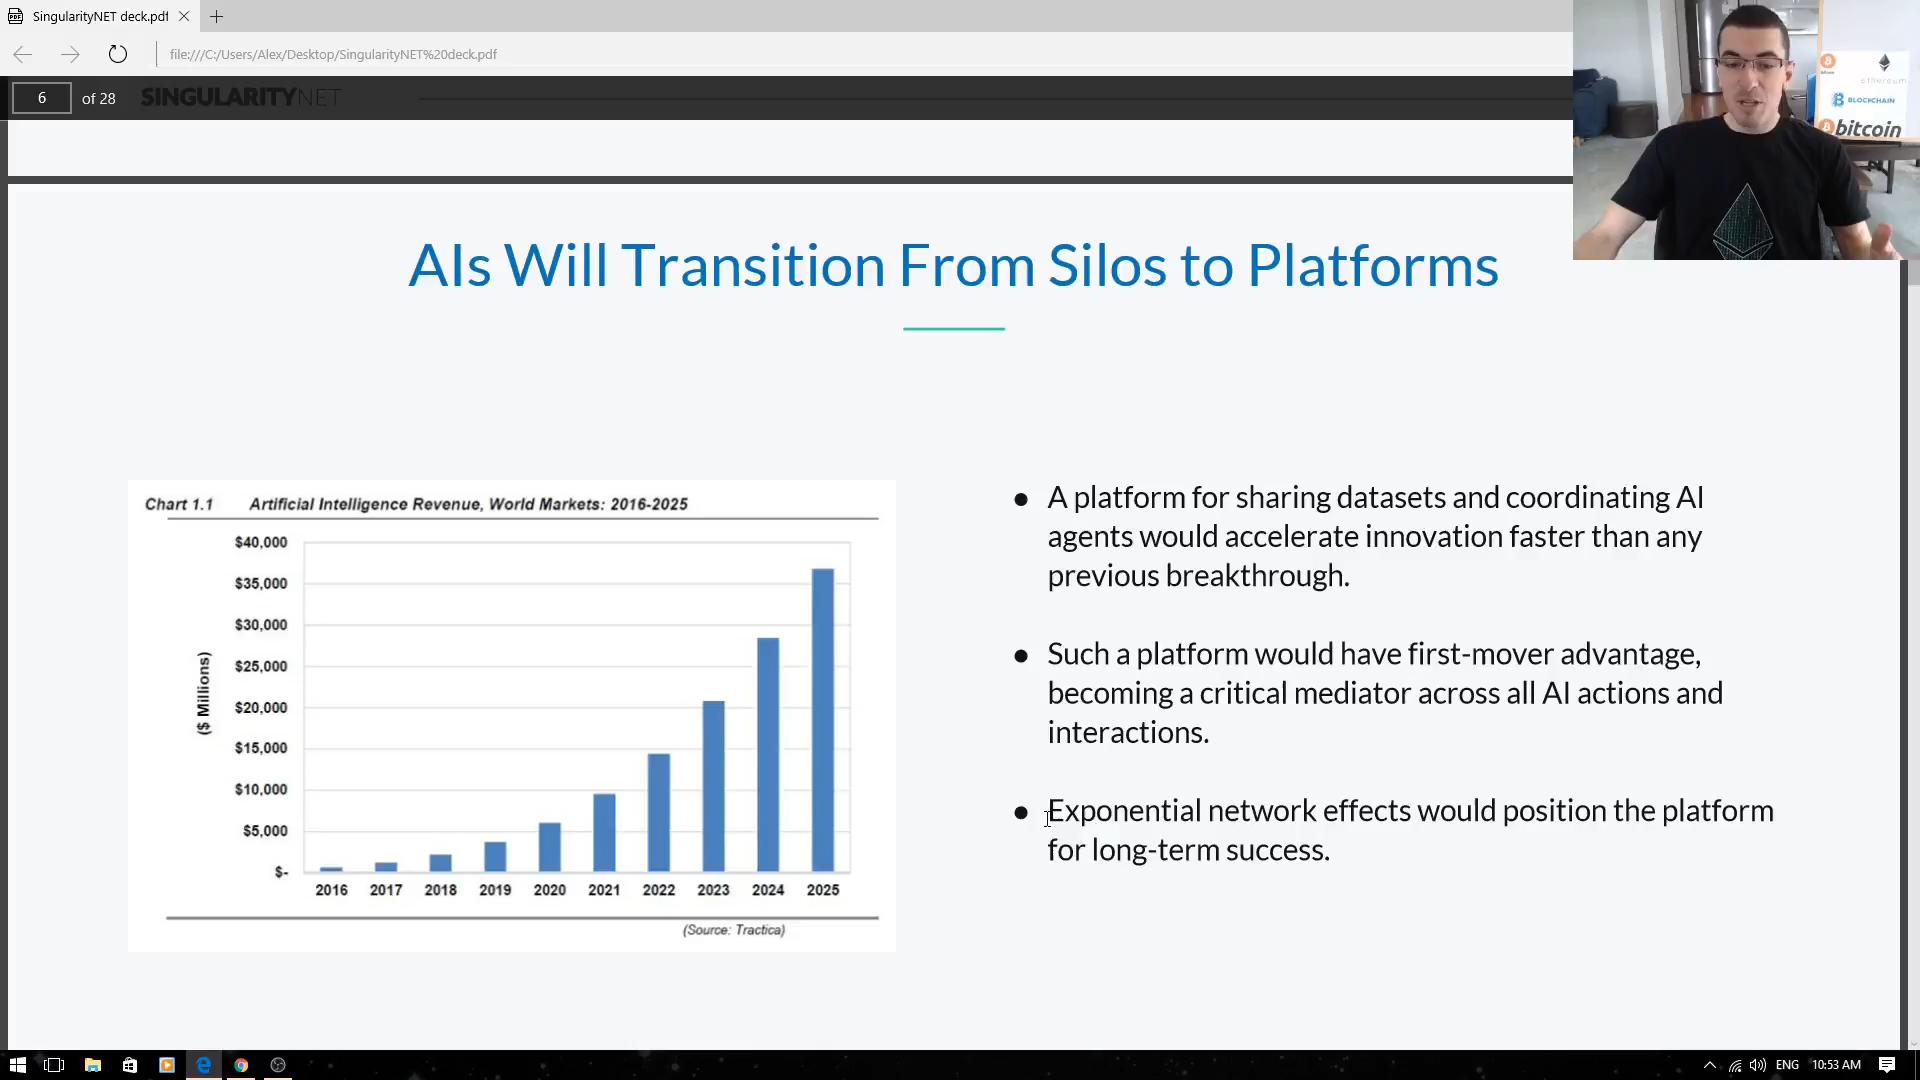 SingularityNET deck.pdf
file:///C:/Users/Alex/Desktop/SingularityNET%20deck.pdf
6 of 28 SINGULARITYNET
ethereum
BLOCKCHAIN
bitcoin
AIs Will Transition From Silos to Platforms
Chart 1.1 Artificial Intelligence Revenue, World Markets: 2016-2025
($ Millions)
$40,000
$35,000
$30,000
$25,000
$20,000
$15,000
$10,000
$5,000
$-
2016 2017 2018 2019 2020 2021 2022 2023 2024 2025
(Source: Tractica)
● A platform for sharing datasets and coordinating AI
agents would accelerate innovation faster than any
previous breakthrough.
● Such a platform would have first-mover advantage,
becoming a critical mediator across all AI actions and
interactions.
● Exponential network effects would position the platform
for long-term success.
ENG 10:53 AM